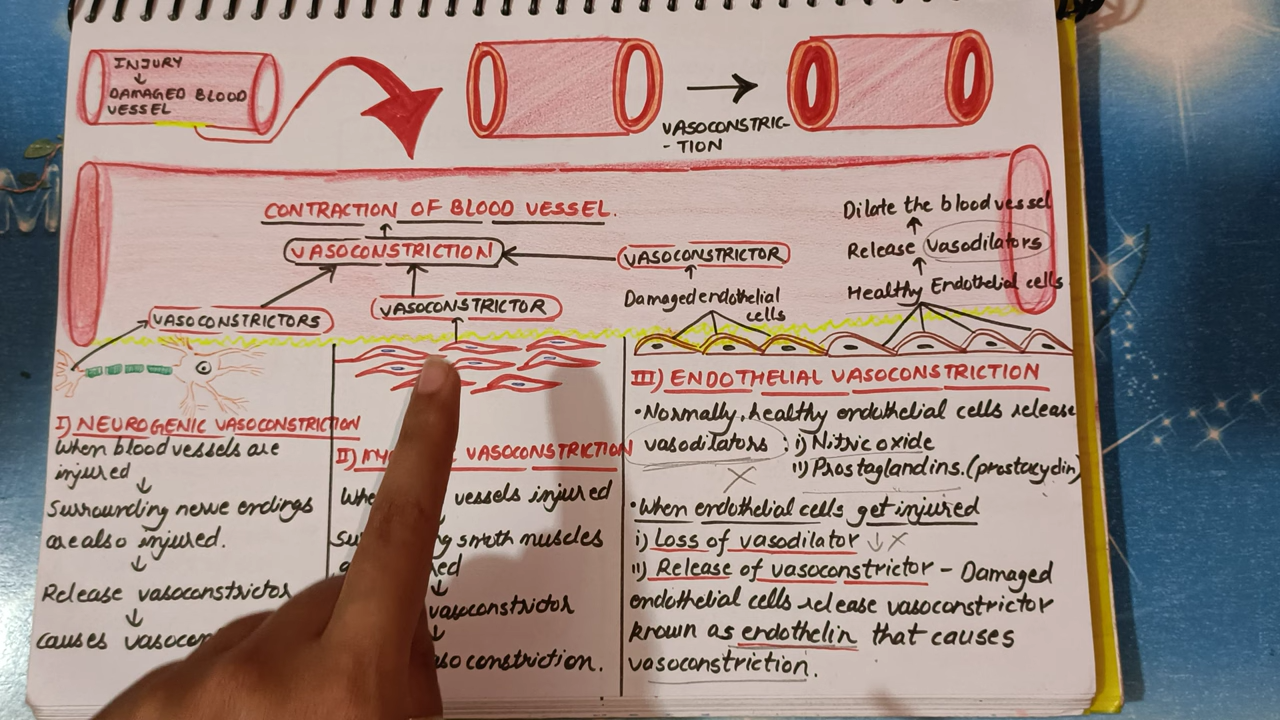 INJURY
↓
DAMAGED BLOOD
VESSEL
VASOCONSTRIC-
-TION
CONTRACTION OF BLOOD VESSEL.
VASOCONSTRICTION
VASOCONSTRICTORS
VASOCONSTRICTOR
VASOCONSTRICTOR
Damaged endothelial
cells
Dilate the blood vessel
Release vasodilators
Healthy Endothelial cells
I) NEUROGENIC VASOCONSTRICTION
When blood vessels are
injured
↓
Surrounding nerve endings
are also injured.
↓
Release vasoconstrictor
↓
causes
II) VASOCONSTRICTION
vessels injured
smooth muscles
↓
vasoconstrictor
↓
constriction.
III) ENDOTHELIAL VASOCONSTRICTION
•Normally, healthy endothelial cells release
vasodilators : i) Nitric oxide
ii) Prostaglandins. (prostacyclin)
•When endothelial cells get injured
i) Loss of vasodilator ↓ X
ii) Release of vasoconstrictor - Damaged
endothelial cells release vasoconstrictor
known as endothelin that causes
vasoconstriction.